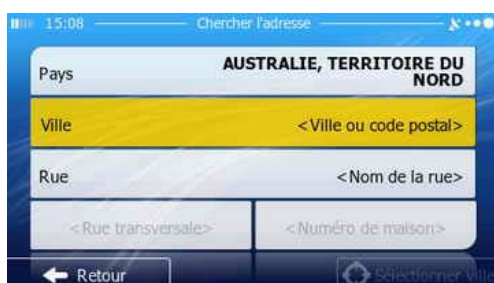 15:08 Chercher l'adresse
Pays AUSTRALIE, TERRITOIRE DU
NORD
Ville <Ville ou code postal>
Rue <Nom de la rue>
<Rue transversale> <Numéro de maison>
Retour Sélectionner ville